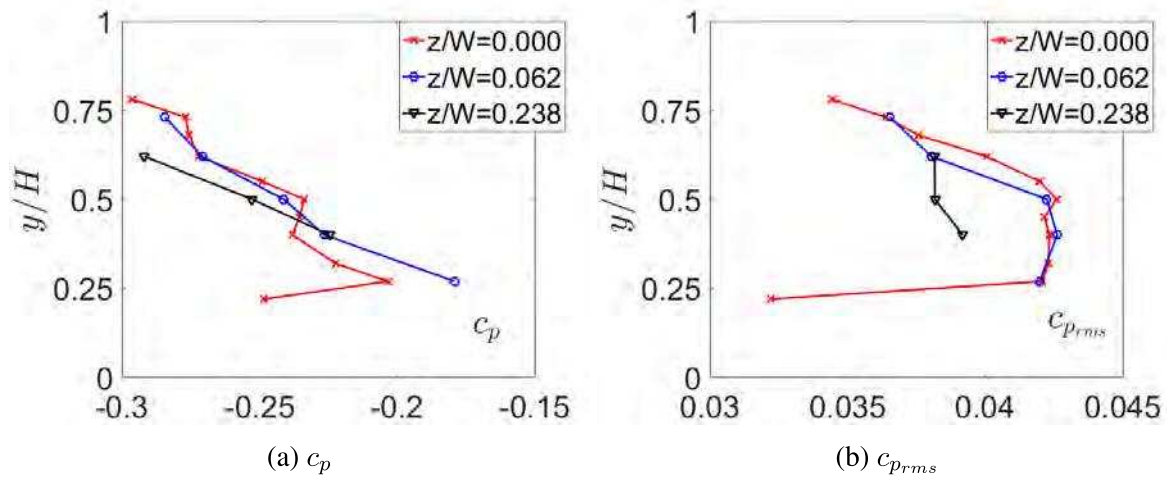 1
0.75
0.5
0.25
0
y/H
-0.3 -0.25 -0.2 -0.15
z/W=0.000
z/W=0.062
z/W=0.238
c_p
(a) c_p
1
0.75
0.5
0.25
0
y/H
0.03 0.035 0.04 0.045
z/W=0.000
z/W=0.062
z/W=0.238
c_{p_{rms}}
(b) c_{p_{rms}}